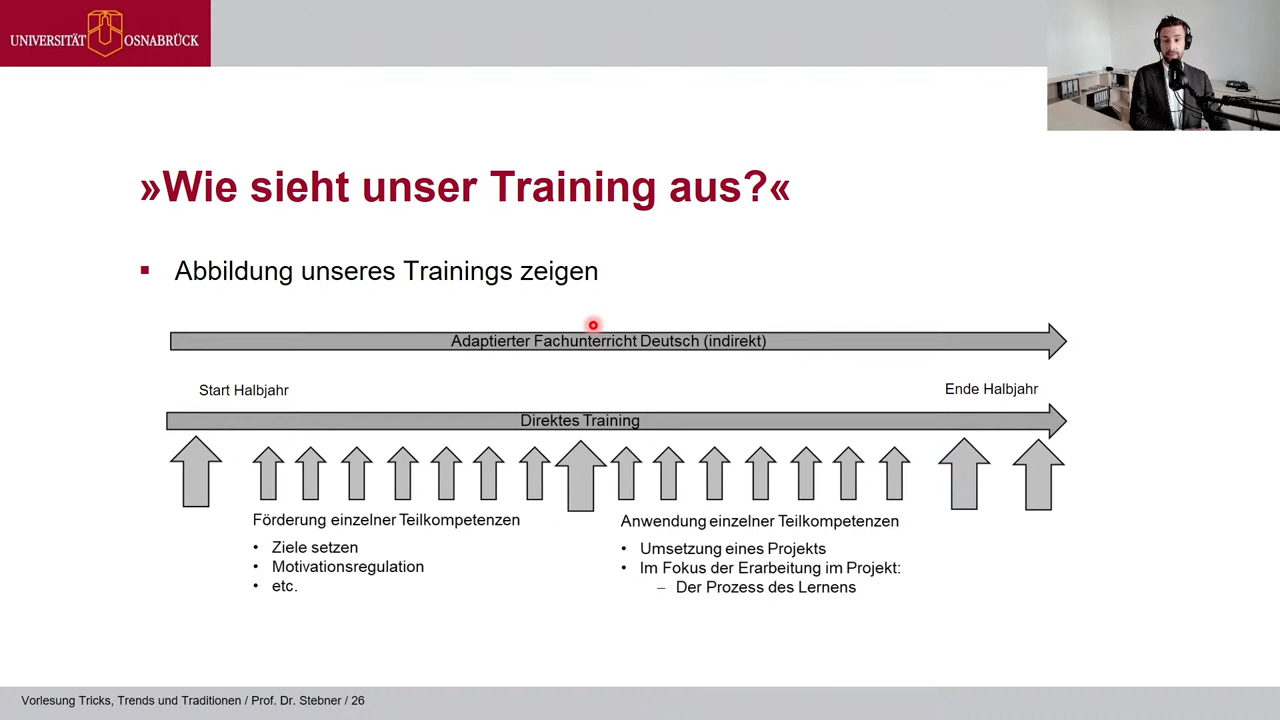 UNIVERSITÄT OSNABRÜCK
»Wie sieht unser Training aus?«
▪ Abbildung unseres Trainings zeigen
Adaptierter Fachunterricht Deutsch (indirekt)
Start Halbjahr
Ende Halbjahr
Direktes Training
Förderung einzelner Teilkompetenzen
• Ziele setzen
• Motivationsregulation
• etc.
Anwendung einzelner Teilkompetenzen
• Umsetzung eines Projekts
• Im Fokus der Erarbeitung im Projekt:
– Der Prozess des Lernens
Vorlesung Tricks, Trends und Traditionen / Prof. Dr. Stebner / 26